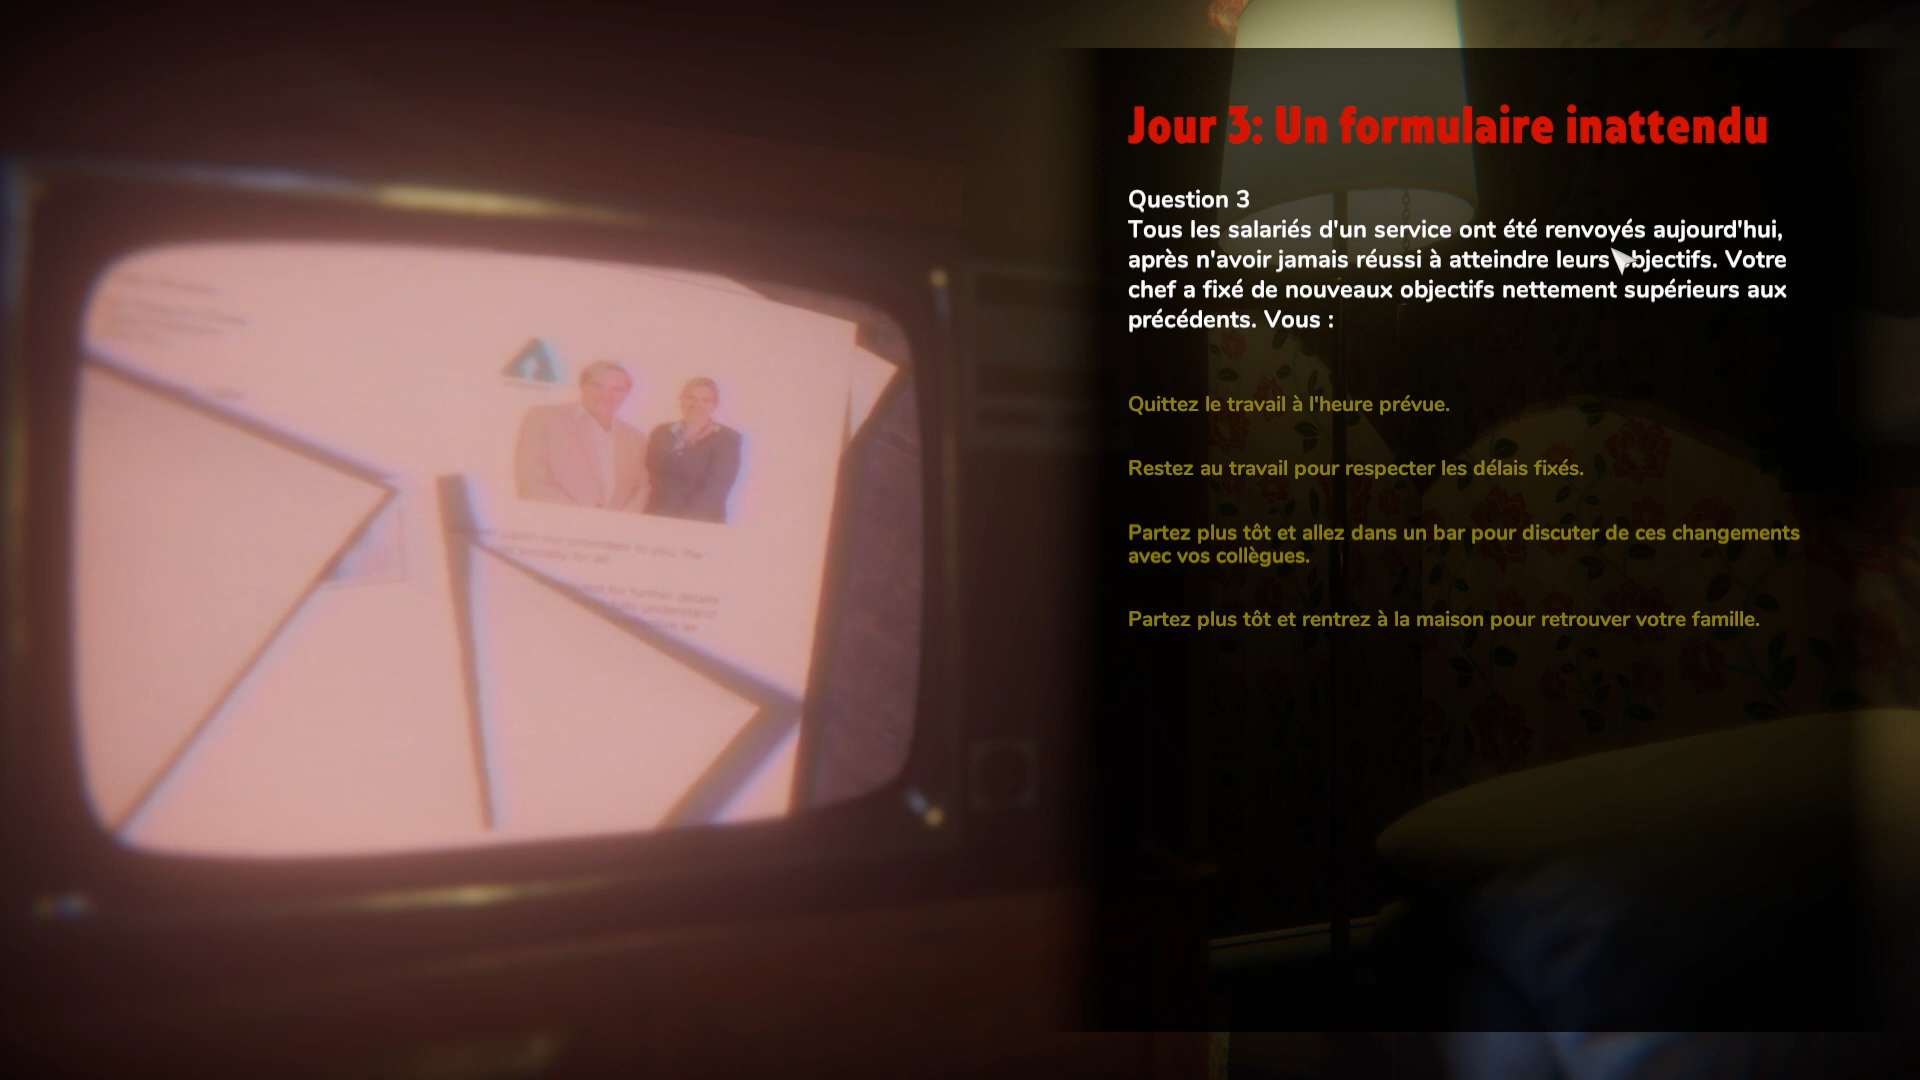 Jour 3: Un formulaire inattendu
Question 3
Tous les salariés d'un service ont été renvoyés aujourd'hui,
après n'avoir jamais réussi à atteindre leurs objectifs. Votre
chef a fixé de nouveaux objectifs nettement supérieurs aux
précédents. Vous :
Quittez le travail à l'heure prévue.
Restez au travail pour respecter les délais fixés.
Partez plus tôt et allez dans un bar pour discuter de ces changements
avec vos collègues.
Partez plus tôt et rentrez à la maison pour retrouver votre famille.